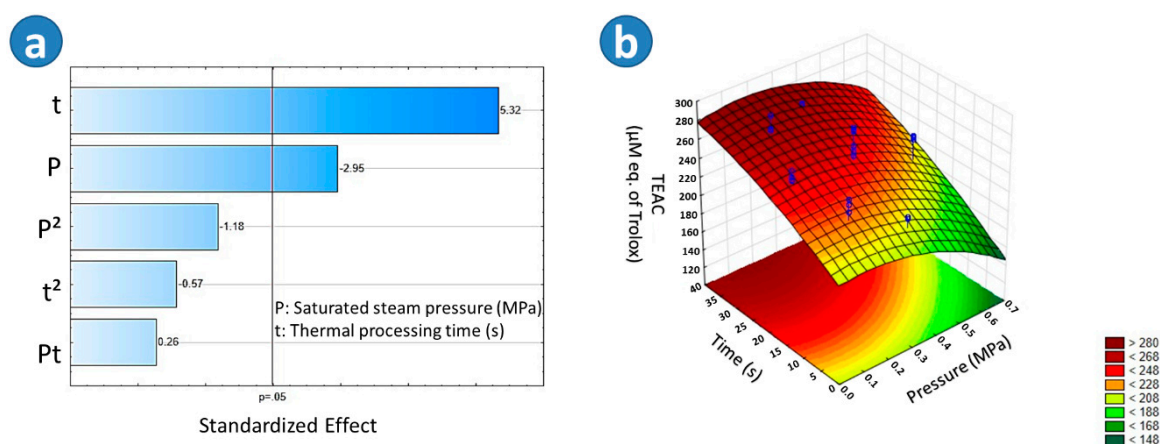 a
t
5.32
P
-2.95
P²
-1.18
t²
-0.57
Pt
0.26
P: Saturated steam pressure (MPa)
t: Thermal processing time (s)
p=.05
Standardized Effect
b
TEAC
(µM eq. of Trolox)
300
280
260
240
220
200
180
160
140
120
40
35
30
25
20
15
10
5
0
Time (s)
0.0
0.1
0.2
0.3
0.4
0.5
0.6
0.7
Pressure (MPa)
> 280
< 268
< 248
< 228
< 208
< 188
< 168
< 148